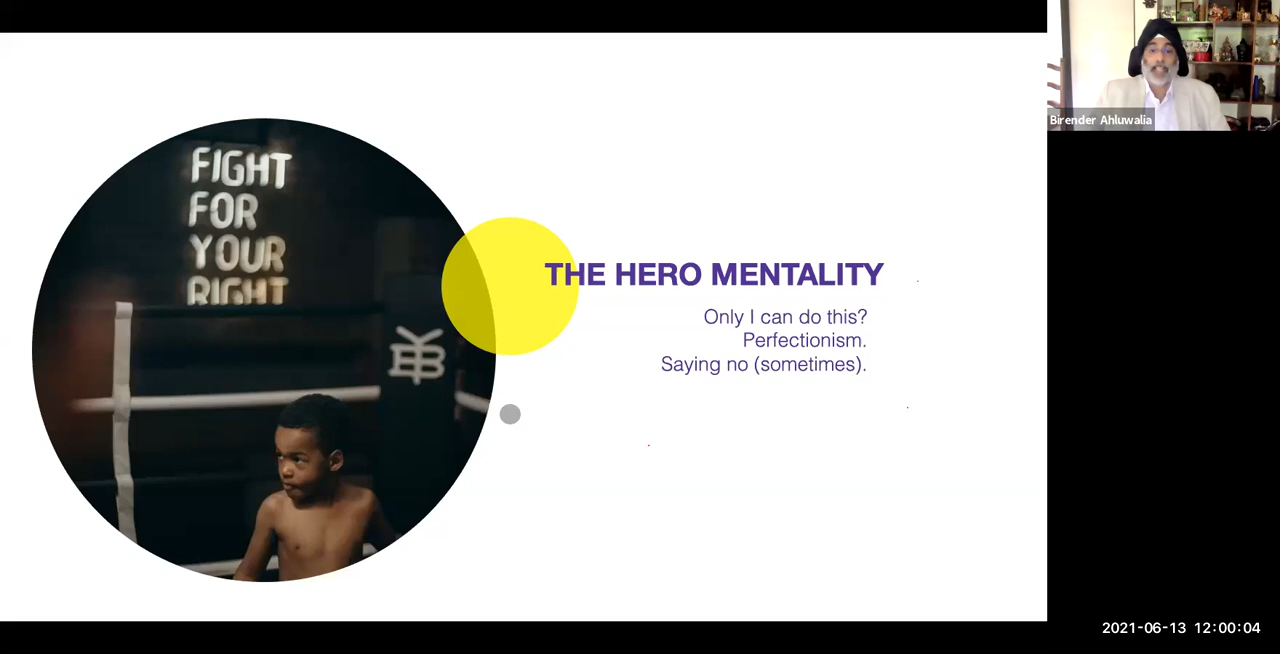 FIGHT
FOR
YOUR
RIGHT
THE HERO MENTALITY
Only I can do this?
Perfectionism.
Saying no (sometimes).
Birender Ahluwalia
2021-06-13 12:00:04